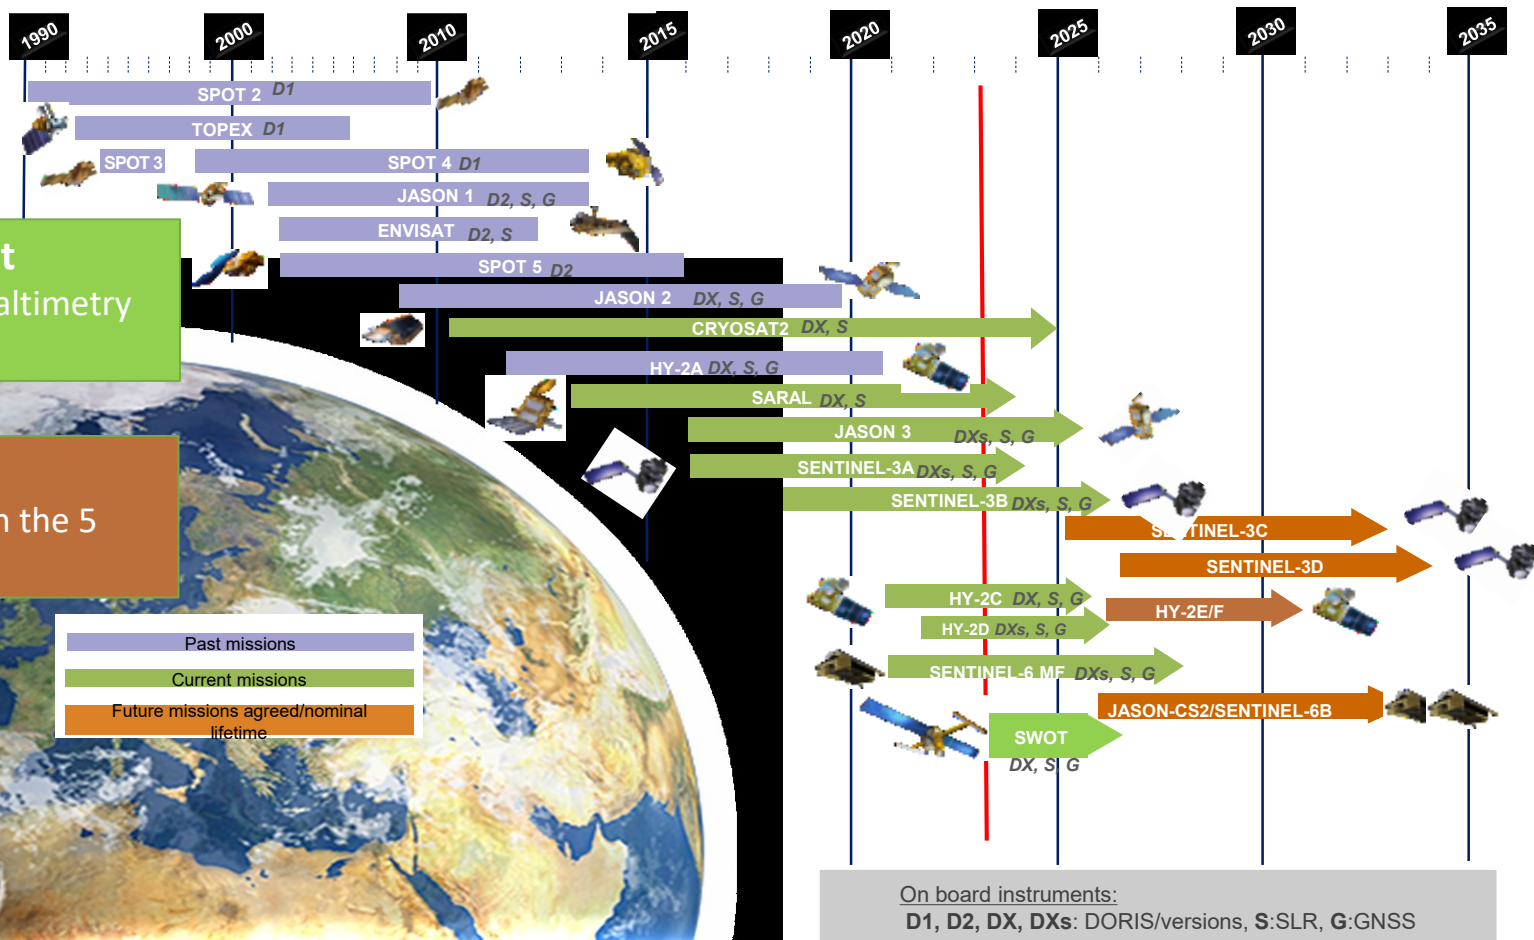 1990 2000 2010 2015 2020 2025 2030 2035
SPOT 2 D1
TOPEX D1
SPOT 3 SPOT 4 D1
JASON 1 D2, S, G
ENVISAT D2, S
SPOT 5 D2
JASON 2 DX, S, G
CRYOSAT2 DX, S
HY-2A DX, S, G
SARAL DX, S
JASON 3 DXs, S, G
SENTINEL-3A DXs, S, G
SENTINEL-3B DXs, S, G
SENTINEL-3C
SENTINEL-3D
HY-2C DX, S, G
HY-2E/F
HY-2D DXs, S, G
SENTINEL-6 MF DXs, S, G
JASON-CS2/SENTINEL-6B
SWOT
DX, S, G
t
altimetry
n the 5
Past missions
Current missions
Future missions agreed/nominal
lifetime
On board instruments:
D1, D2, DX, DXs: DORIS/versions, S:SLR, G:GNSS